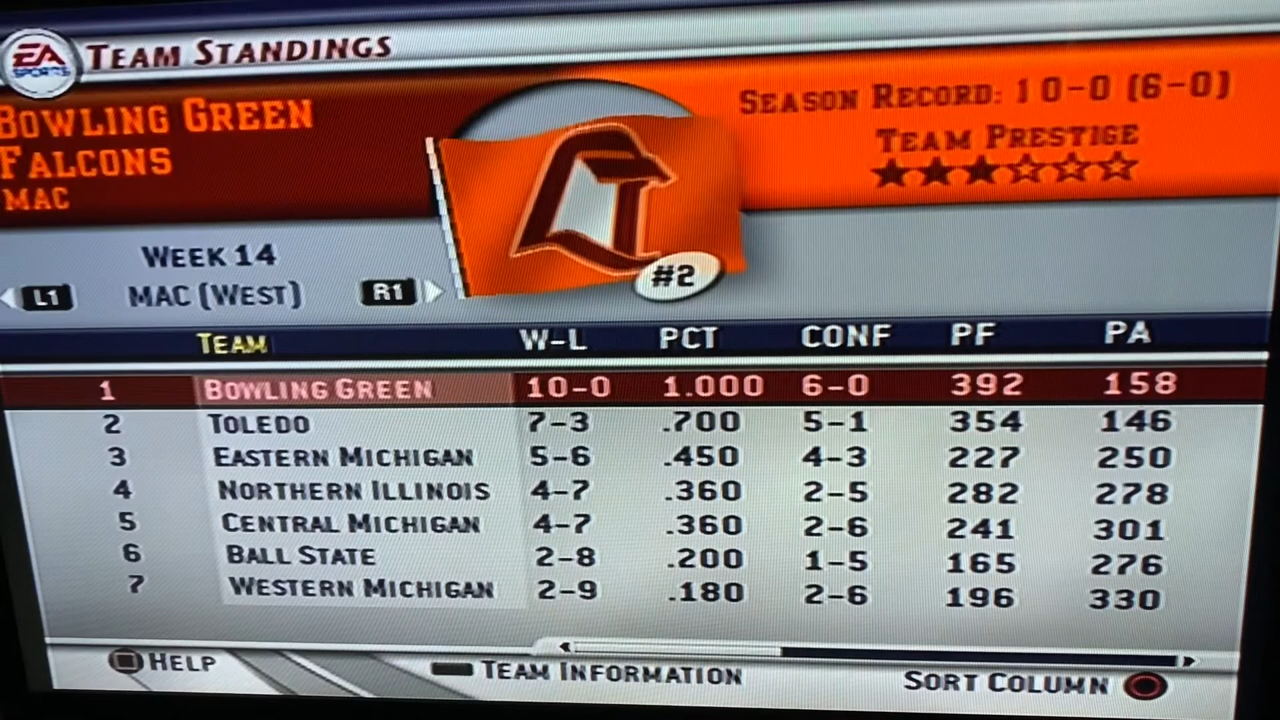 EA SPORTS
TEAM STANDINGS
BOWLING GREEN
FALCONS
MAC
SEASON RECORD: 10-0 (6-0)
TEAM PRESTIGE
#2
WEEK 14
L1 MAC (WEST) R1
TEAM W-L PCT CONF PF PA
1 BOWLING GREEN 10-0 1.000 6-0 392 158
2 TOLEDO 7-3 .700 5-1 354 146
3 EASTERN MICHIGAN 5-6 .450 4-3 227 250
4 NORTHERN ILLINOIS 4-7 .360 2-5 282 278
5 CENTRAL MICHIGAN 4-7 .360 2-6 241 301
6 BALL STATE 2-8 .200 1-5 165 276
7 WESTERN MICHIGAN 2-9 .180 2-6 196 330
HELP TEAM INFORMATION SORT COLUMN